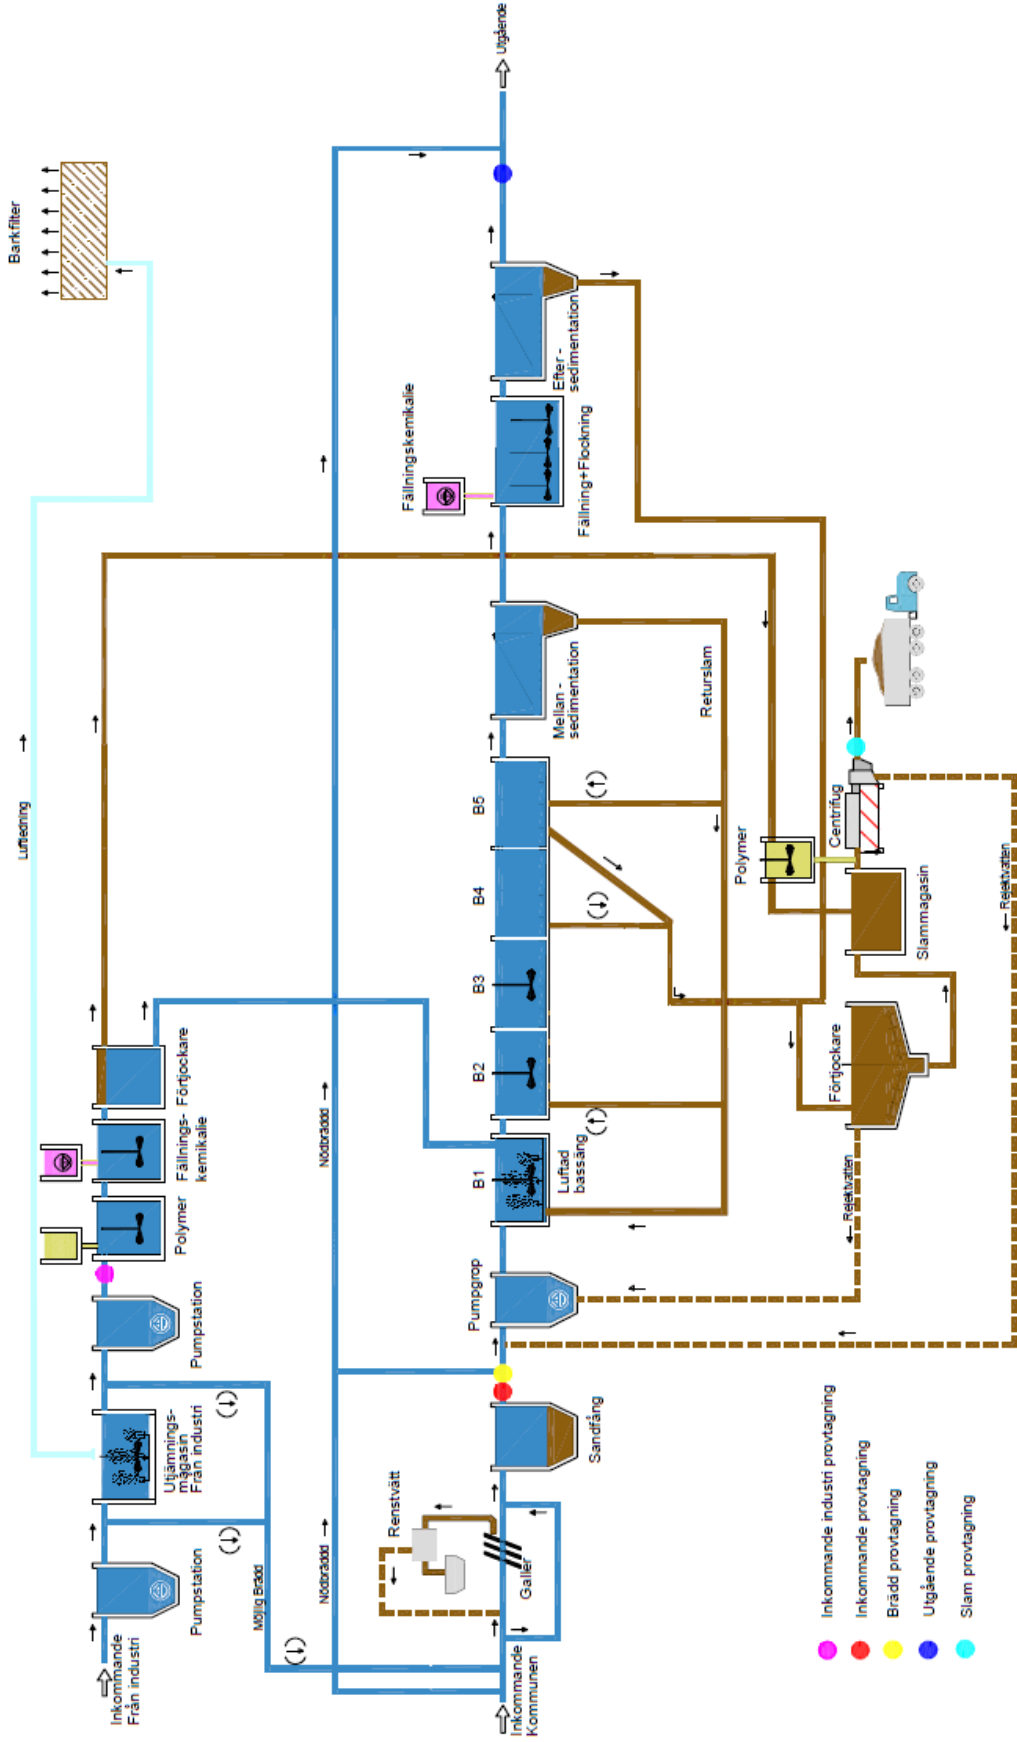 Barkfilter
Luftledning
Inkommande
Från industri
Pumpstation
Utjämnings-
magasin
Från industri
Pumpstation
Polymer
Fällnings-
kemikalie
Förtjockare
Möjlig Brädd
Nödbrädd
Nödbräddd
Fällningskemikalie
Utgående
Inkommande
Kommunen
Renstvätt
Galler
Sandfång
Pumpgrop
B1
B2
B3
B4
B5
Luftad
bassäng
Mellan -
sedimentation
Fällning+Flockning
Efter -
sedimentation
Returslam
Polymer
Centrifug
Slammagasin
Förtjockare
Rejektvatten
Rejektvatten
Inkommande industri provtagning
Inkommande provtagning
Brädd provtagning
Utgående provtagning
Slam provtagning